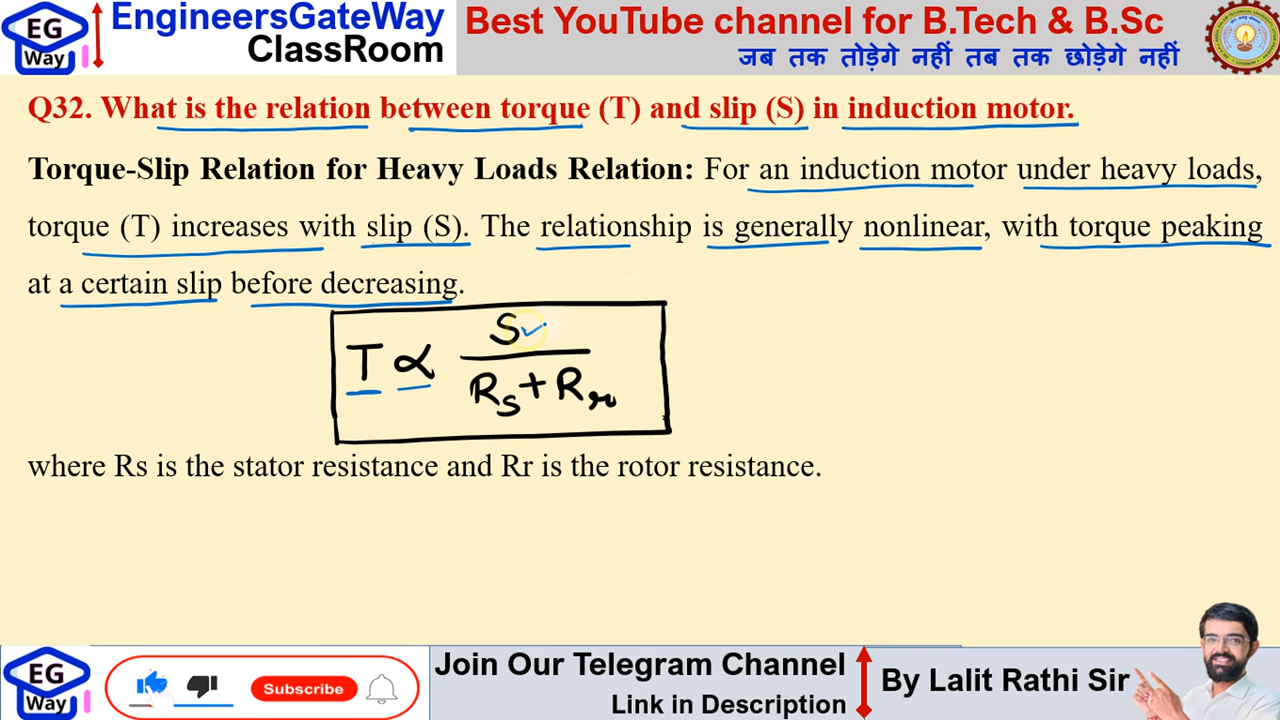 EG
Way
EngineersGateWay
ClassRoom
Best YouTube channel for B.Tech & B.Sc
जब तक तोड़ेगे नहीं तब तक छोड़ेगे नहीं
Q32. What is the relation between torque (T) and slip (S) in induction motor.
Torque-Slip Relation for Heavy Loads Relation: For an induction motor under heavy loads,
torque (T) increases with slip (S). The relationship is generally nonlinear, with torque peaking
at a certain slip before decreasing.
T ∝ S / (Rs + Rr)
where Rs is the stator resistance and Rr is the rotor resistance.
EG
Way
Subscribe
Join Our Telegram Channel
Link in Description
By Lalit Rathi Sir